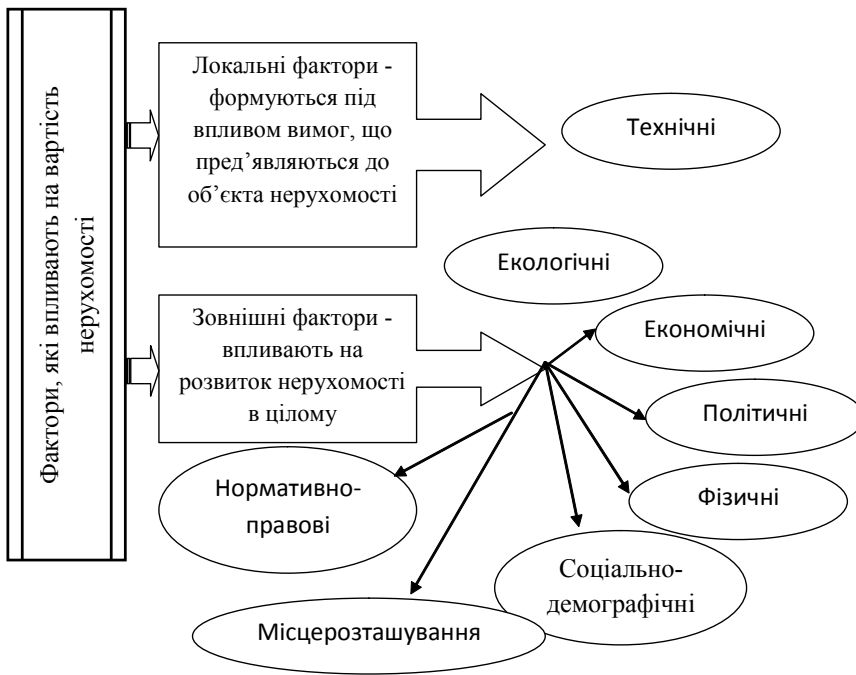 Фактори, які впливають на вартість
нерухомості
Локальні фактори -
формуються під
впливом вимог, що
пред’являються до
об’єкта нерухомості
Технічні
Екологічні
Зовнішні фактори -
впливають на
розвиток нерухомості
в цілому
Економічні
Політичні
Фізичні
Нормативно-
правові
Соціально-
демографічні
Місцерозташування